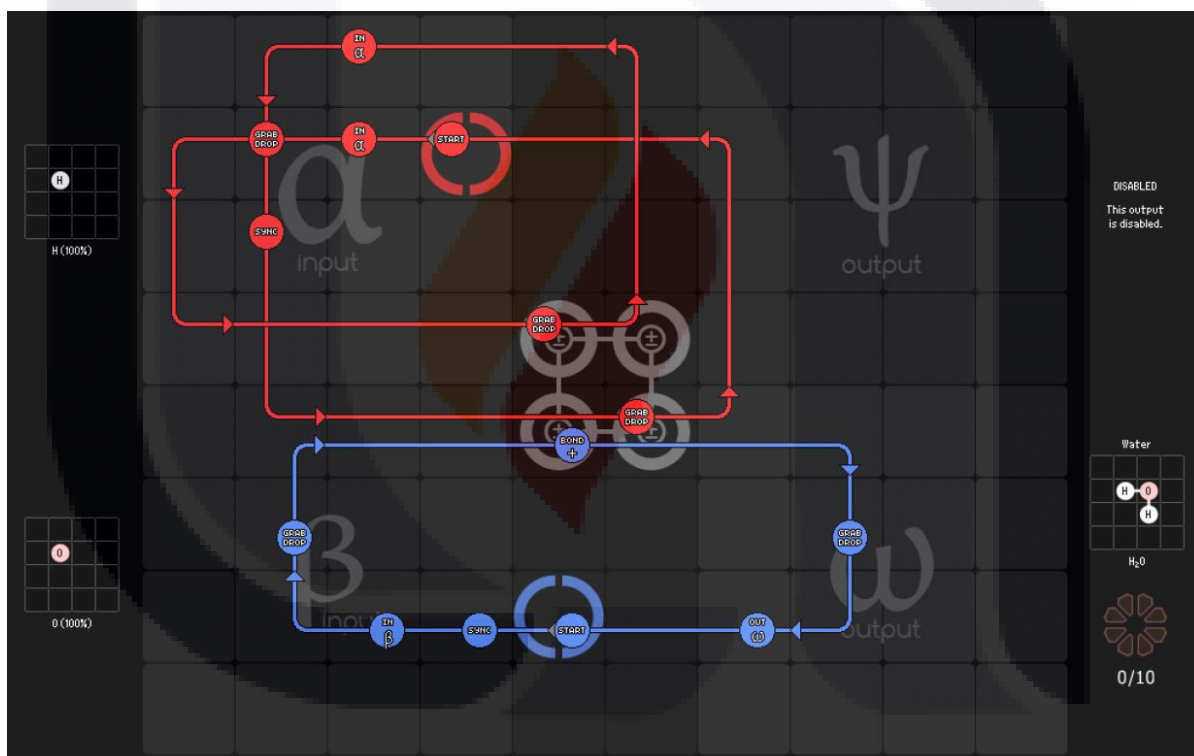 IN
α
GRAB
DROP
IN
α
START
H
H (100%)
α
input
ψ
output
DISABLED
This output
is disabled.
SYNC
GRAB
DROP
±
±
GRAB
DROP
±
±
BOND
+
Water
H
O
H
H₂O
O
O (100%)
GRAB
DROP
β
input
GRAB
DROP
ω
output
IN
β
SYNC
START
OUT
ω
0/10